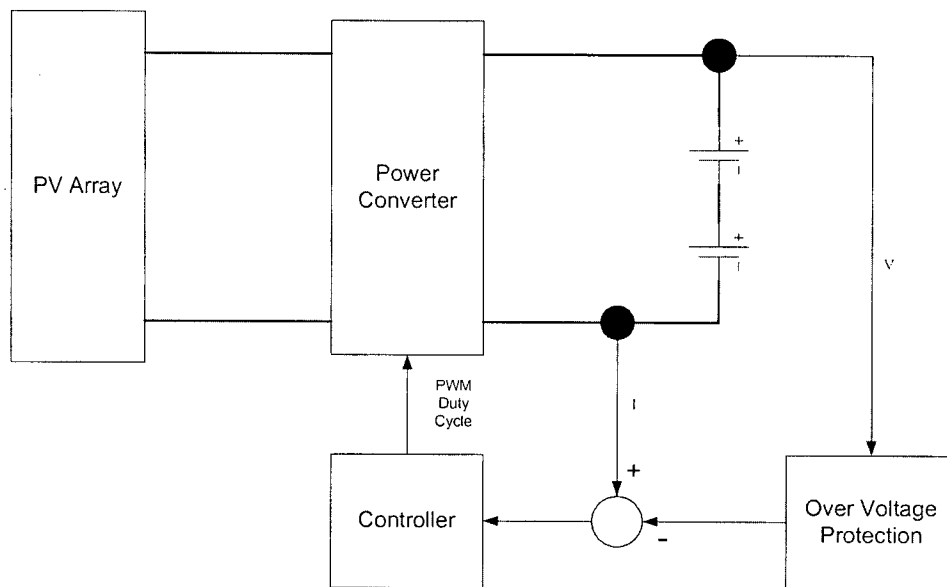 PV Array
Power
Converter
+
+
V
PWM
Duty
Cycle
I
+
Controller
-
Over Voltage
Protection